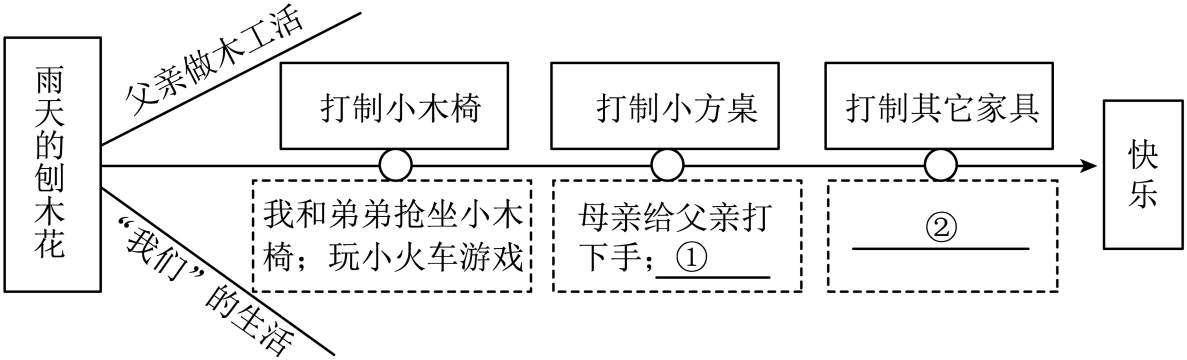 雨天的刨木花
父亲做木工活
“我们”的生活
打制小木椅
我和弟弟抢坐小木
椅；玩小火车游戏
打制小方桌
母亲给父亲打
下手；①
打制其它家具
②
快乐